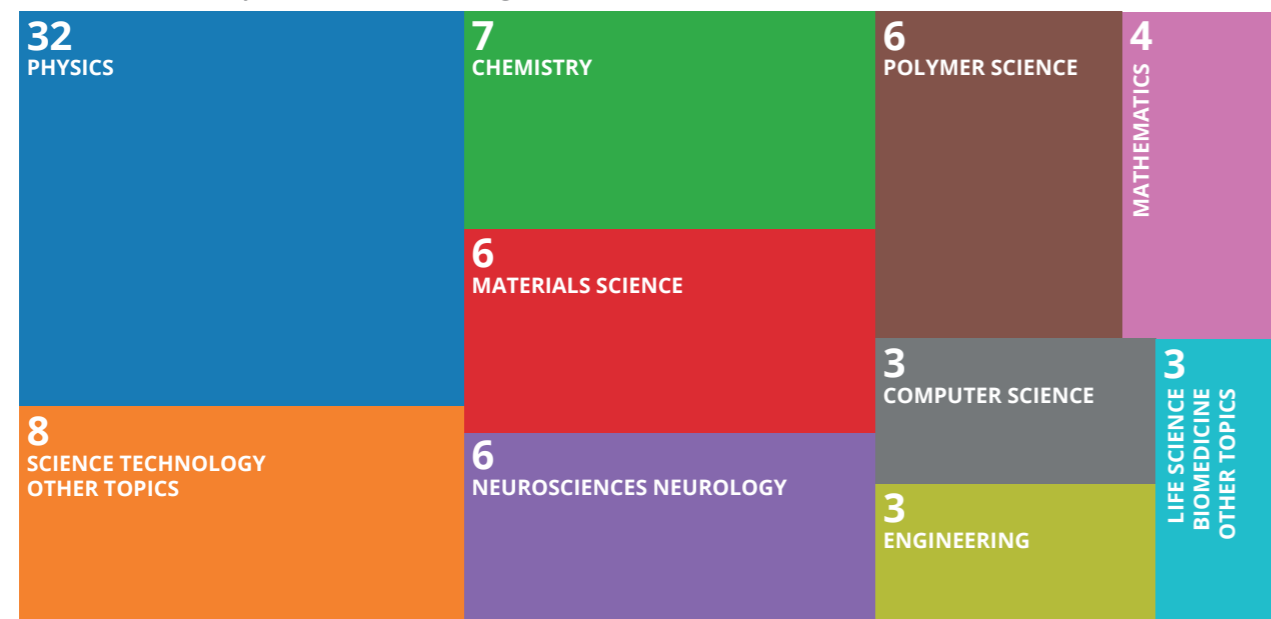 32
PHYSICS
8
SCIENCE TECHNOLOGY
OTHER TOPICS
7
CHEMISTRY
6
MATERIALS SCIENCE
6
NEUROSCIENCES NEUROLOGY
6
POLYMER SCIENCE
4
MATHEMATICS
3
COMPUTER SCIENCE
3
ENGINEERING
3
LIFE SCIENCE
BIOMEDICINE
OTHER TOPICS